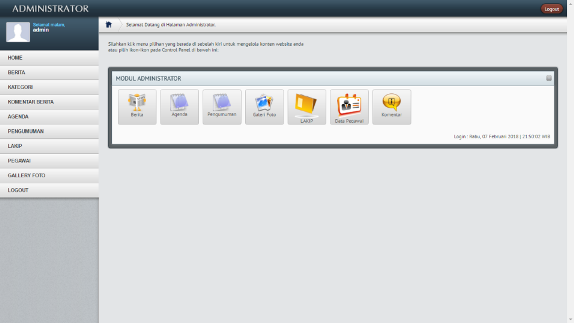 ADMINISTRATOR
Logout
Selamat malam,
admin
Selamat Datang di Halaman Administrator.
HOME
BERITA
KATEGORI
KOMENTAR BERITA
AGENDA
PENGUMUMAN
LAKIP
PEGAWAI
GALLERY FOTO
LOGOUT
Silahkan klik menu pilihan yang berada di sebelah kiri untuk mengelola konten website anda
atau pilih ikon-ikon pada Control Panel di bawah ini:
MODUL ADMINISTRATOR
Berita
Agenda
Pengumuman
Galeri Foto
LAKIP
Data Pegawai
Komentar
Login : Rabu, 07 Februari 2018 | 21:50:02 WIB